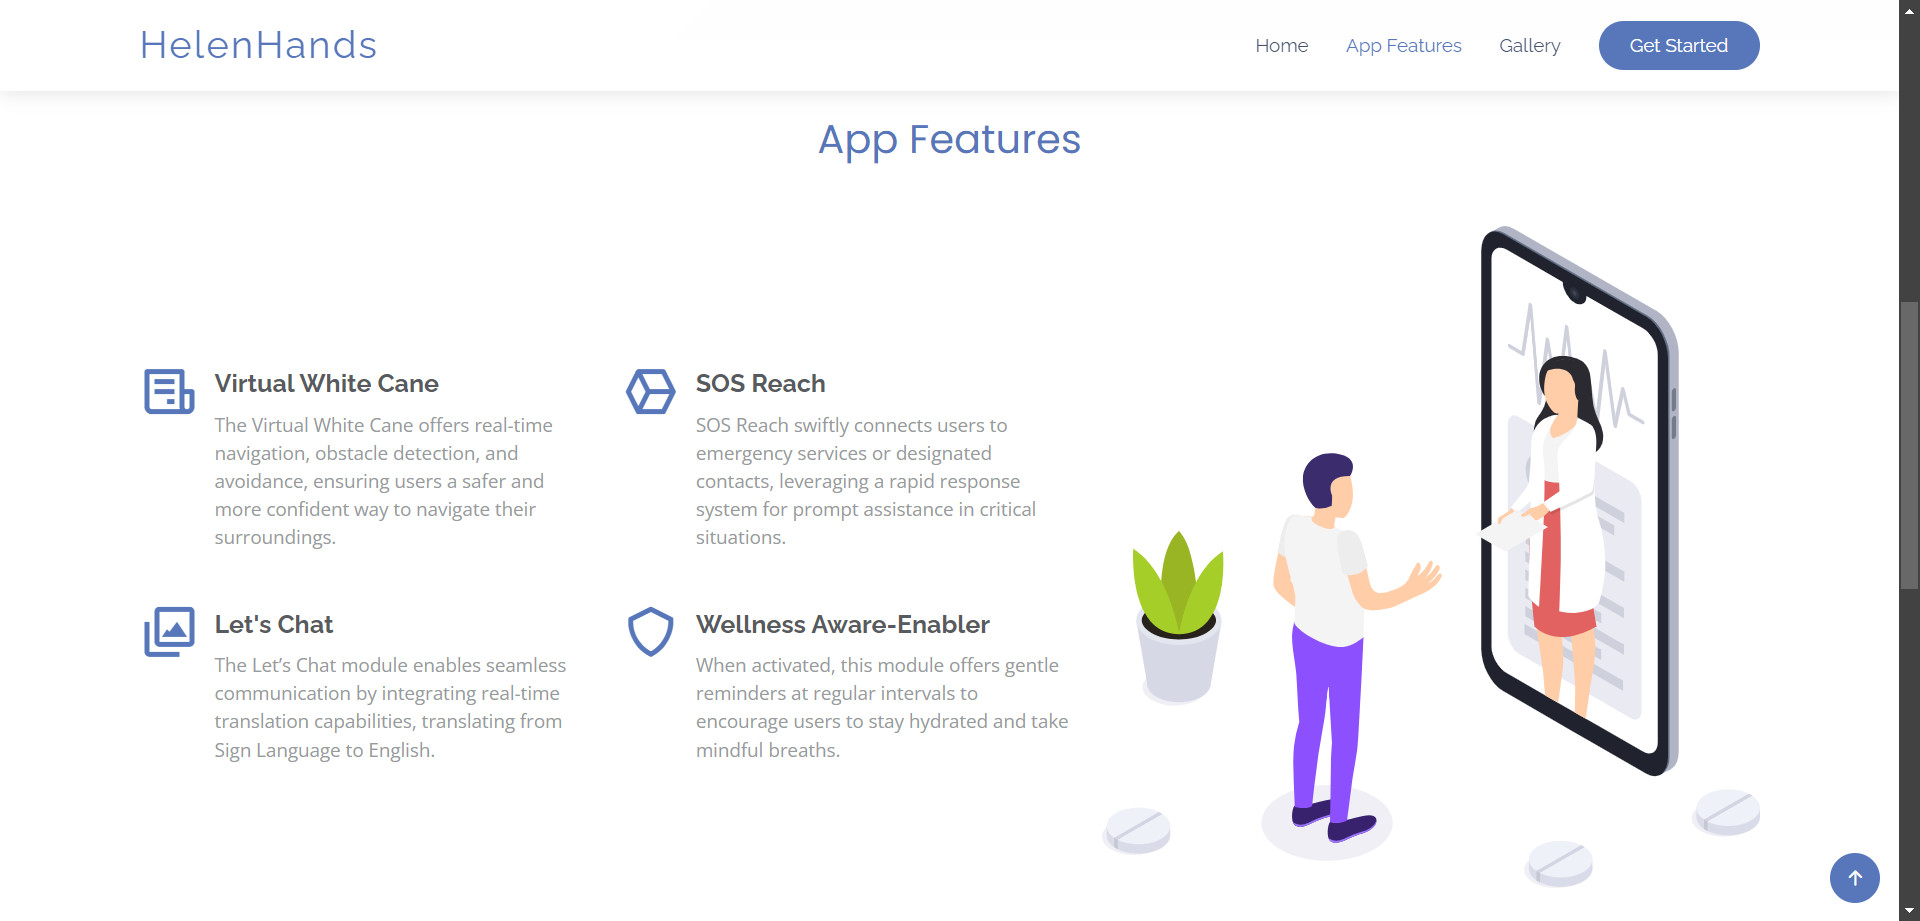 HelenHands
Home
App Features
Gallery
Get Started
App Features
Virtual White Cane
The Virtual White Cane offers real-time
navigation, obstacle detection, and
avoidance, ensuring users a safer and
more confident way to navigate their
surroundings.
SOS Reach
SOS Reach swiftly connects users to
emergency services or designated
contacts, leveraging a rapid response
system for prompt assistance in critical
situations.
Let's Chat
The Let’s Chat module enables seamless
communication by integrating real-time
translation capabilities, translating from
Sign Language to English.
Wellness Aware-Enabler
When activated, this module offers gentle
reminders at regular intervals to
encourage users to stay hydrated and take
mindful breaths.